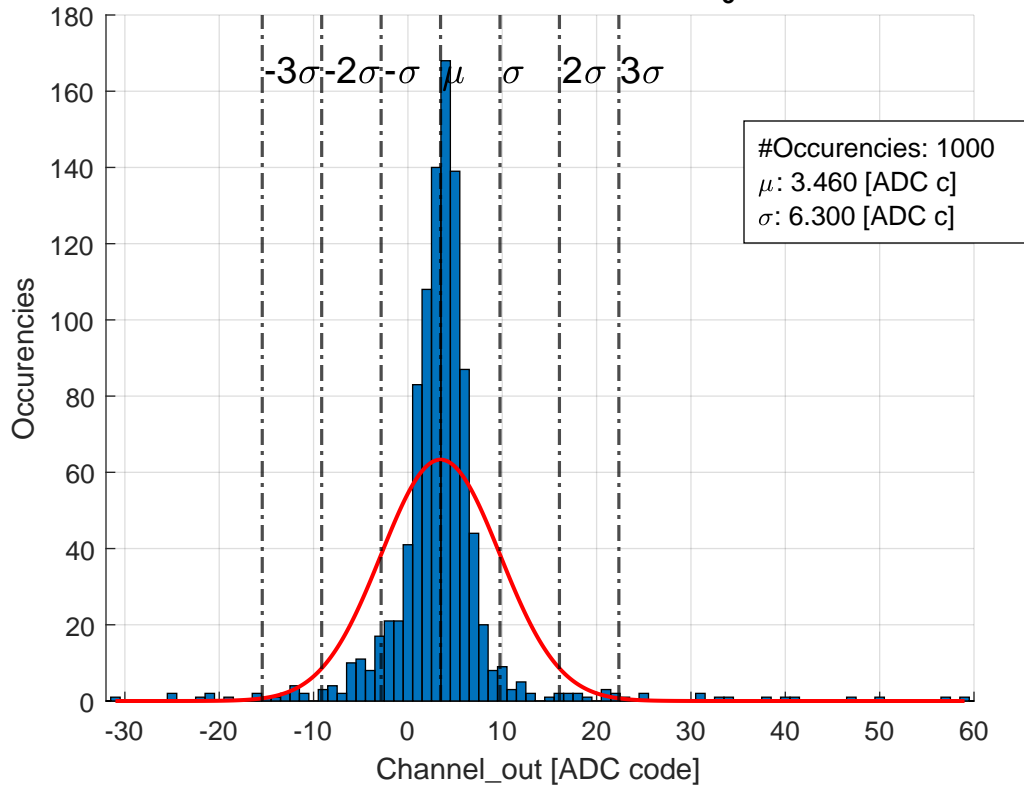 180
160
140
120
100
80
60
40
20
0
Occurencies
-3σ -2σ -σ μ σ 2σ 3σ
#Occurencies: 1000
μ: 3.460 [ADC c]
σ: 6.300 [ADC c]
-30 -20 -10 0 10 20 30 40 50 60
Channel_out [ADC code]